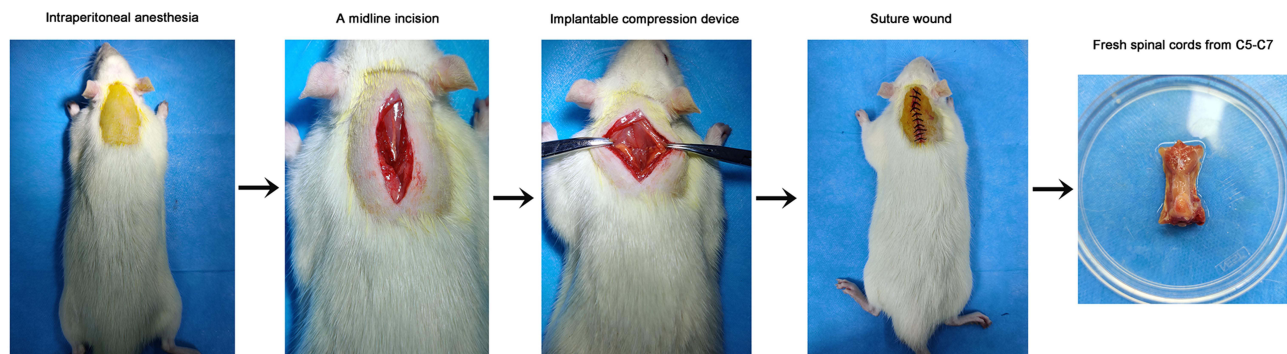 Intraperitoneal anesthesia
A midline incision
Implantable compression device
Suture wound
Fresh spinal cords from C5-C7